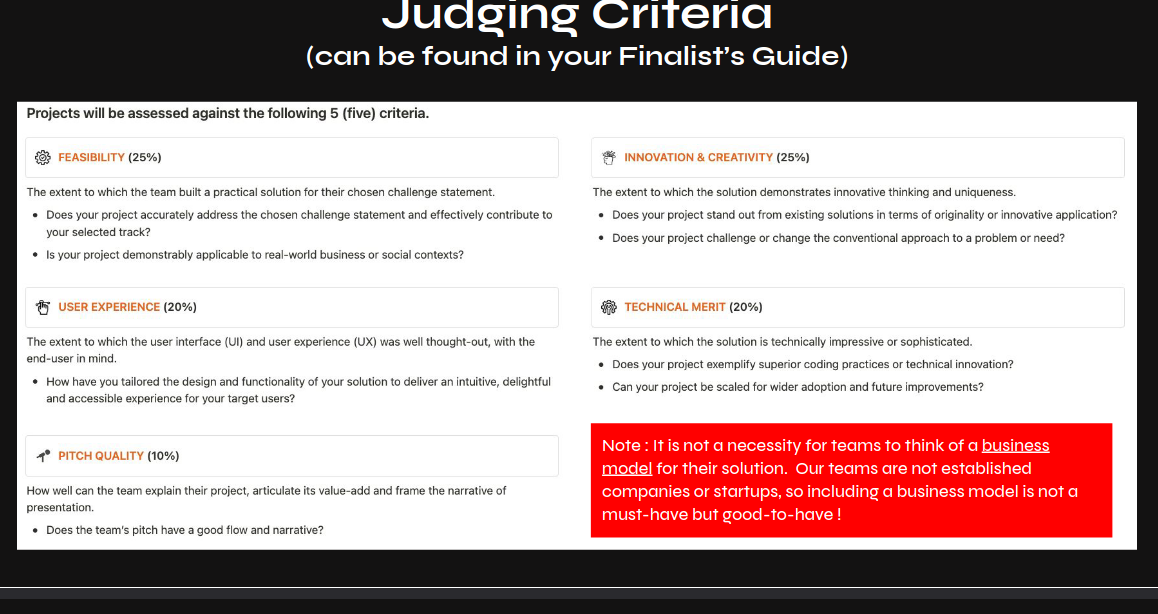 Judging Criteria
(can be found in your Finalist's Guide)
Projects will be assessed against the following 5 (five) criteria.
FEASIBILITY (25%)
The extent to which the team built a practical solution for their chosen challenge statement.
• Does your project accurately address the chosen challenge statement and effectively contribute to
your selected track?
• Is your project demonstrably applicable to real-world business or social contexts?
INNOVATION & CREATIVITY (25%)
The extent to which the solution demonstrates innovative thinking and uniqueness.
• Does your project stand out from existing solutions in terms of originality or innovative application?
• Does your project challenge or change the conventional approach to a problem or need?
USER EXPERIENCE (20%)
The extent to which the user interface (UI) and user experience (UX) was well thought-out, with the
end-user in mind.
• How have you tailored the design and functionality of your solution to deliver an intuitive, delightful
and accessible experience for your target users?
TECHNICAL MERIT (20%)
The extent to which the solution is technically impressive or sophisticated.
• Does your project exemplify superior coding practices or technical innovation?
• Can your project be scaled for wider adoption and future improvements?
PITCH QUALITY (10%)
How well can the team explain their project, articulate its value-add and frame the narrative of
presentation.
• Does the team's pitch have a good flow and narrative?
Note : It is not a necessity for teams to think of a business
model for their solution. Our teams are not established
companies or startups, so including a business model is not a
must-have but good-to-have !